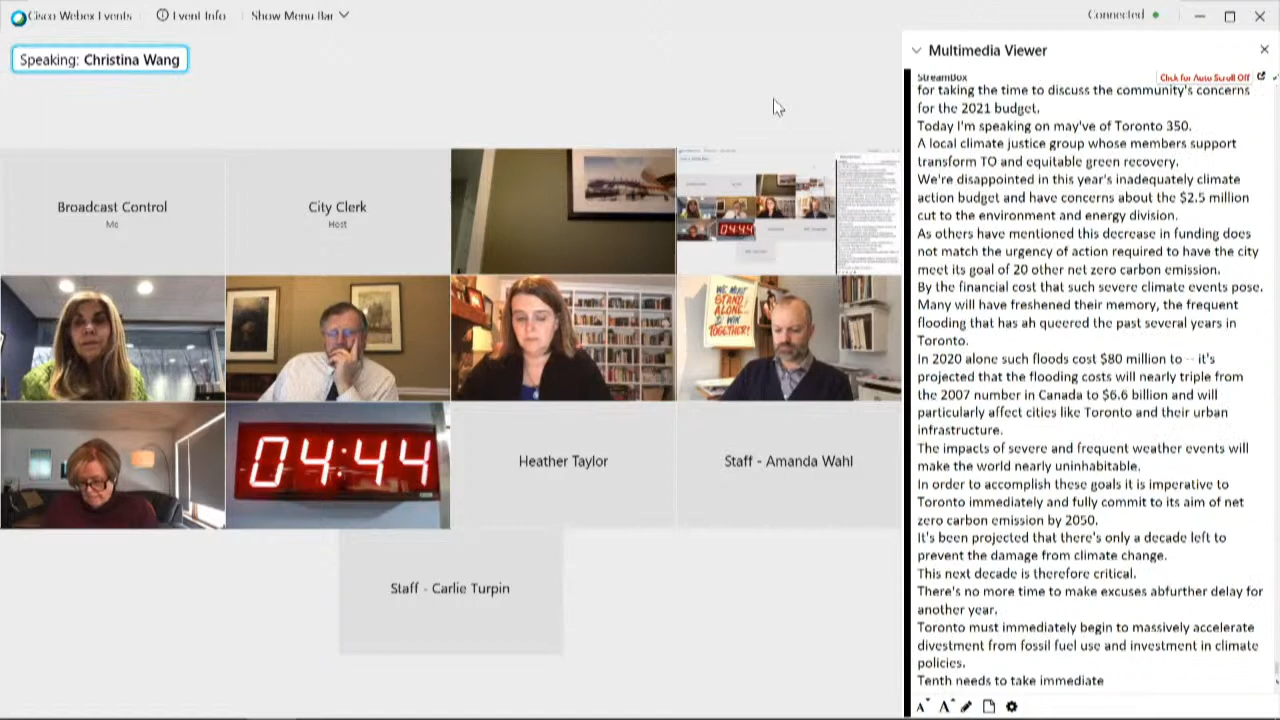 Cisco Webex Events
Event Info
Show Menu Bar
Connected
Speaking: Christina Wang
Multimedia Viewer
Broadcast Control
Me
City Clerk
Host
WE MUST
STAND
ALONE...
WIN
TOGETHER!
04:44
Heather Taylor
Staff - Amanda Wahl
Staff - Carlie Turpin
StreamBox
Click for Auto Scroll Off
for taking the time to discuss the community's concerns
for the 2021 budget.
Today I'm speaking on may've of Toronto 350.
A local climate justice group whosemembers support
transform TO and equitable green recovery.
We're disappointed in this year's inadequately climate
action budget and have concerns about the $2.5 million
cut to the environment and energy division.
As others have mentioned this decrease in funding does
not match the urgency of action required to have the city
meet its goal of 20 other net zero carbon emission.
By the financial cost that such severe climate events pose.
Many will have freshened their memory, the frequent
flooding that has ah queered the past several years in
Toronto.
In 2020 alone such floods cost $80 million to -- it's
projected that the flooding costs will nearly triple from
the 2007 number in Canada to $6.6 billion and will
particularly affect cities like Toronto and their urban
infrastructure.
The impacts of severe and frequent weather events will
make the world nearly uninhabitable.
In order to accomplish these goals it is imperative to
Toronto immediately and fully commit to its aim of net
zero carbon emission by 2050.
It's been projected that there's only a decade left to
prevent the damage from climate change.
This next decade is therefore critical.
There's no more time to make excuses abfurther delay for
another year.
Toronto must immediately begin to massively accelerate
divestment from fossil fuel use and investment in climate
policies.
Tenth needs to take immediate